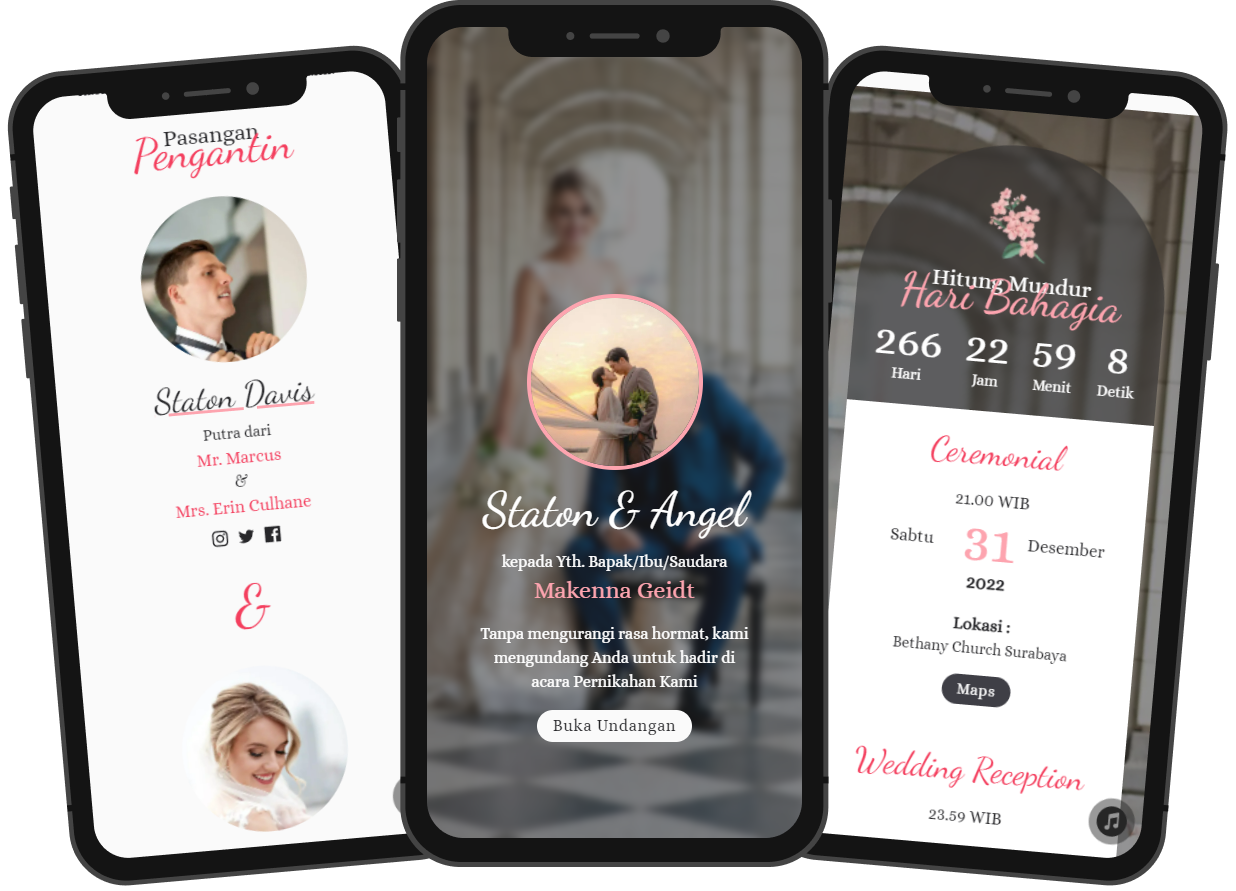 Pasangan
Pengantin
Staton Davis
Putra dari
Mr. Marcus
&
Mrs. Erin Culhane
&
Staton & Angel
kepada Yth. Bapak/Ibu/Saudara
Makenna Geidt
Tanpa mengurangi rasa hormat, kami
mengundang Anda untuk hadir di
acara Pernikahan Kami
Buka Undangan
Hitung Mundur
Hari Bahagia
266 22 59 8
Hari Jam Menit Detik
Ceremonial
21.00 WIB
Sabtu 31 Desember
2022
Lokasi :
Bethany Church Surabaya
Maps
Wedding Reception
23.59 WIB